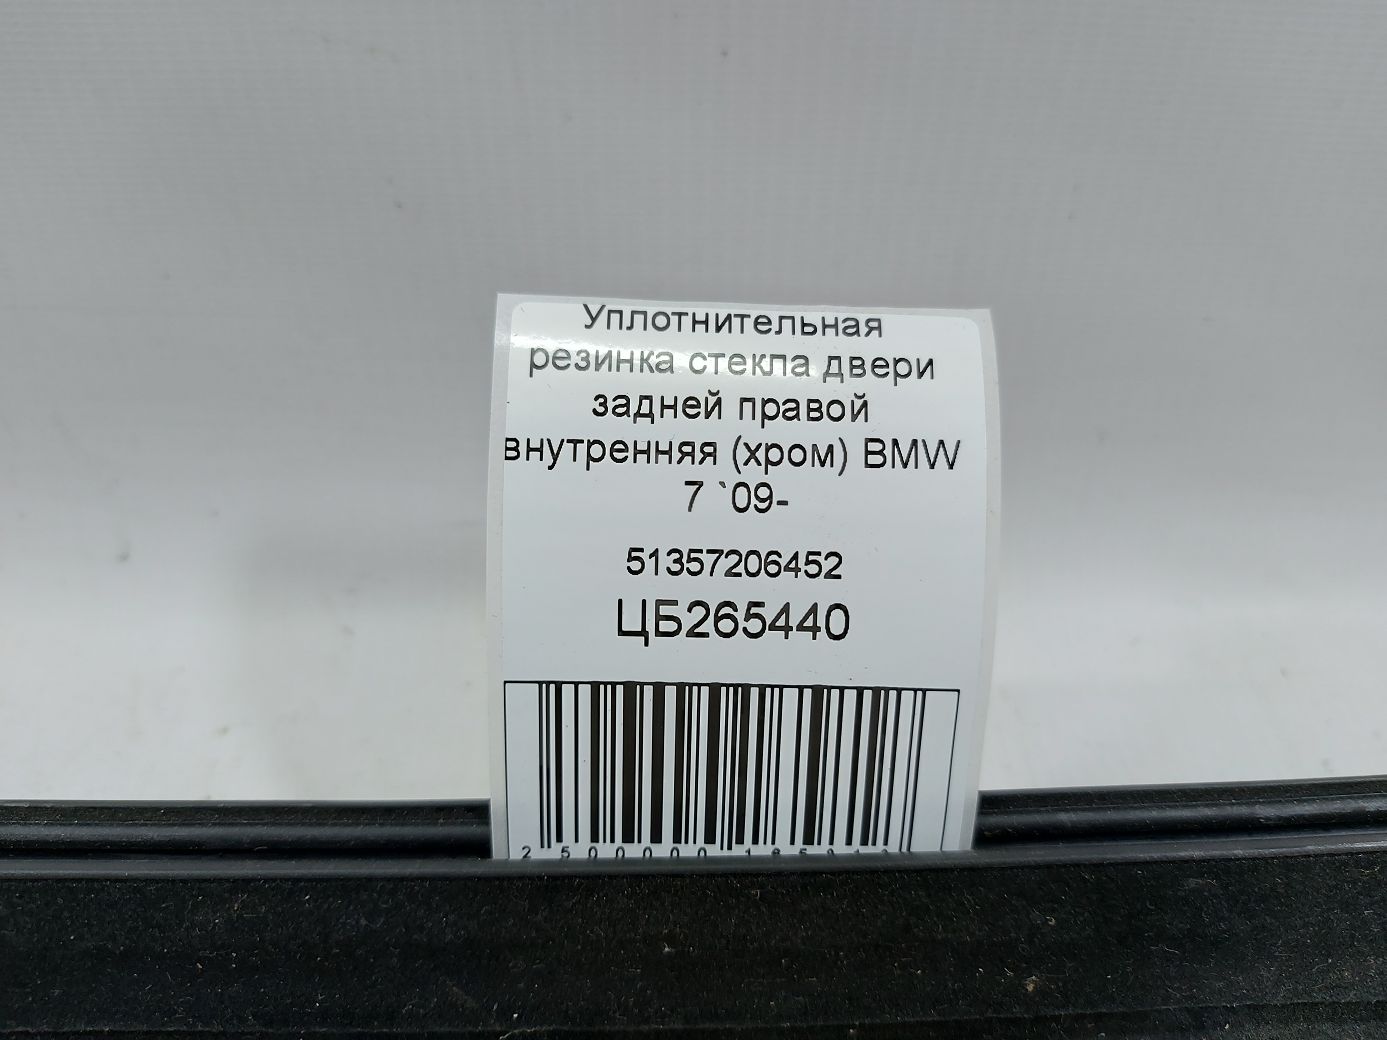 Уплотнительная
резинка стекла двери
задней правой
внутренняя (хром) BMW
7 `09-
51357206452
ЦБ265440